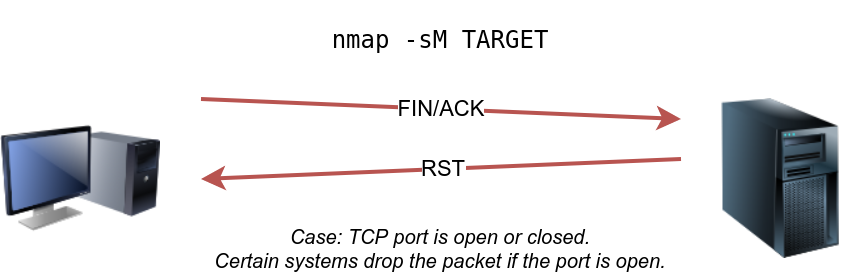 nmap -sM TARGET
FIN/ACK
RST
Case: TCP port is open or closed.
Certain systems drop the packet if the port is open.